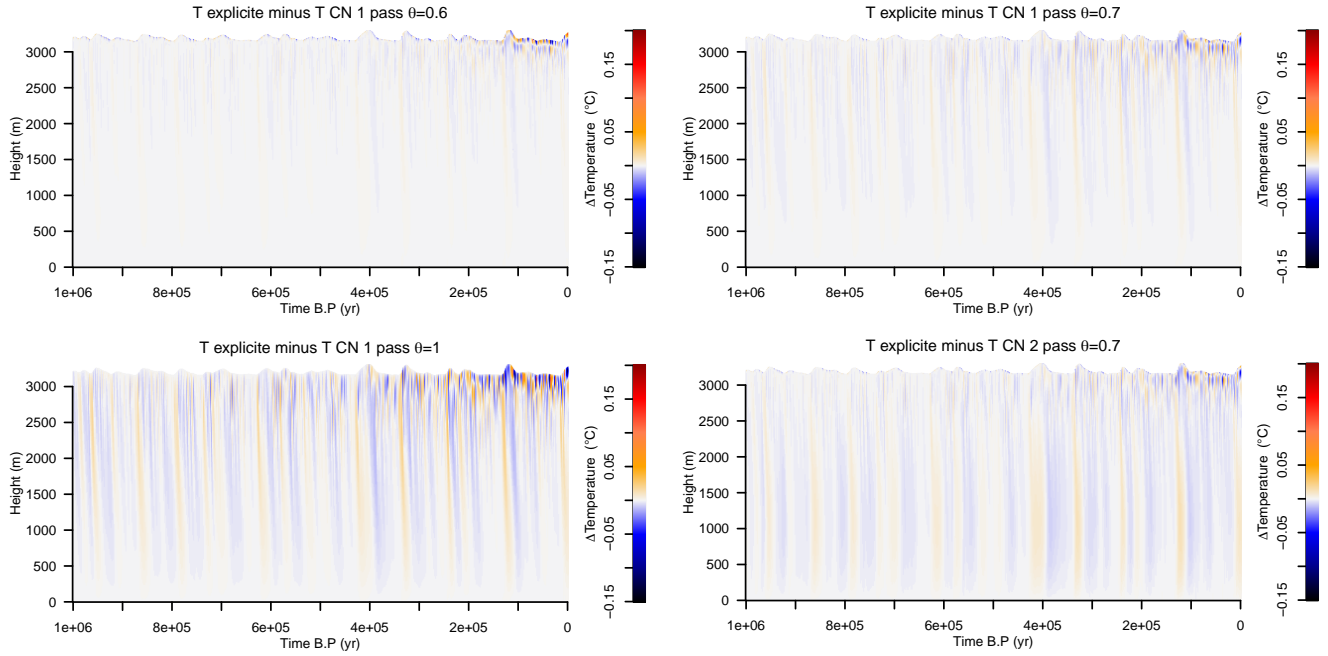 T explicite minus T CN 1 pass θ=0.6
Height (m)
3000
2500
2000
1500
1000
500
0
1e+06
8e+05
6e+05
4e+05
2e+05
0
Time B.P (yr)
ΔTemperature (°C)
0.15
0.05
−0.05
−0.15
T explicite minus T CN 1 pass θ=0.7
Height (m)
3000
2500
2000
1500
1000
500
0
1e+06
8e+05
6e+05
4e+05
2e+05
0
Time B.P (yr)
ΔTemperature (°C)
0.15
0.05
−0.05
−0.15
T explicite minus T CN 1 pass θ=1
Height (m)
3000
2500
2000
1500
1000
500
0
1e+06
8e+05
6e+05
4e+05
2e+05
0
Time B.P (yr)
ΔTemperature (°C)
0.15
0.05
−0.05
−0.15
T explicite minus T CN 2 pass θ=0.7
Height (m)
3000
2500
2000
1500
1000
500
0
1e+06
8e+05
6e+05
4e+05
2e+05
0
Time B.P (yr)
ΔTemperature (°C)
0.15
0.05
−0.05
−0.15